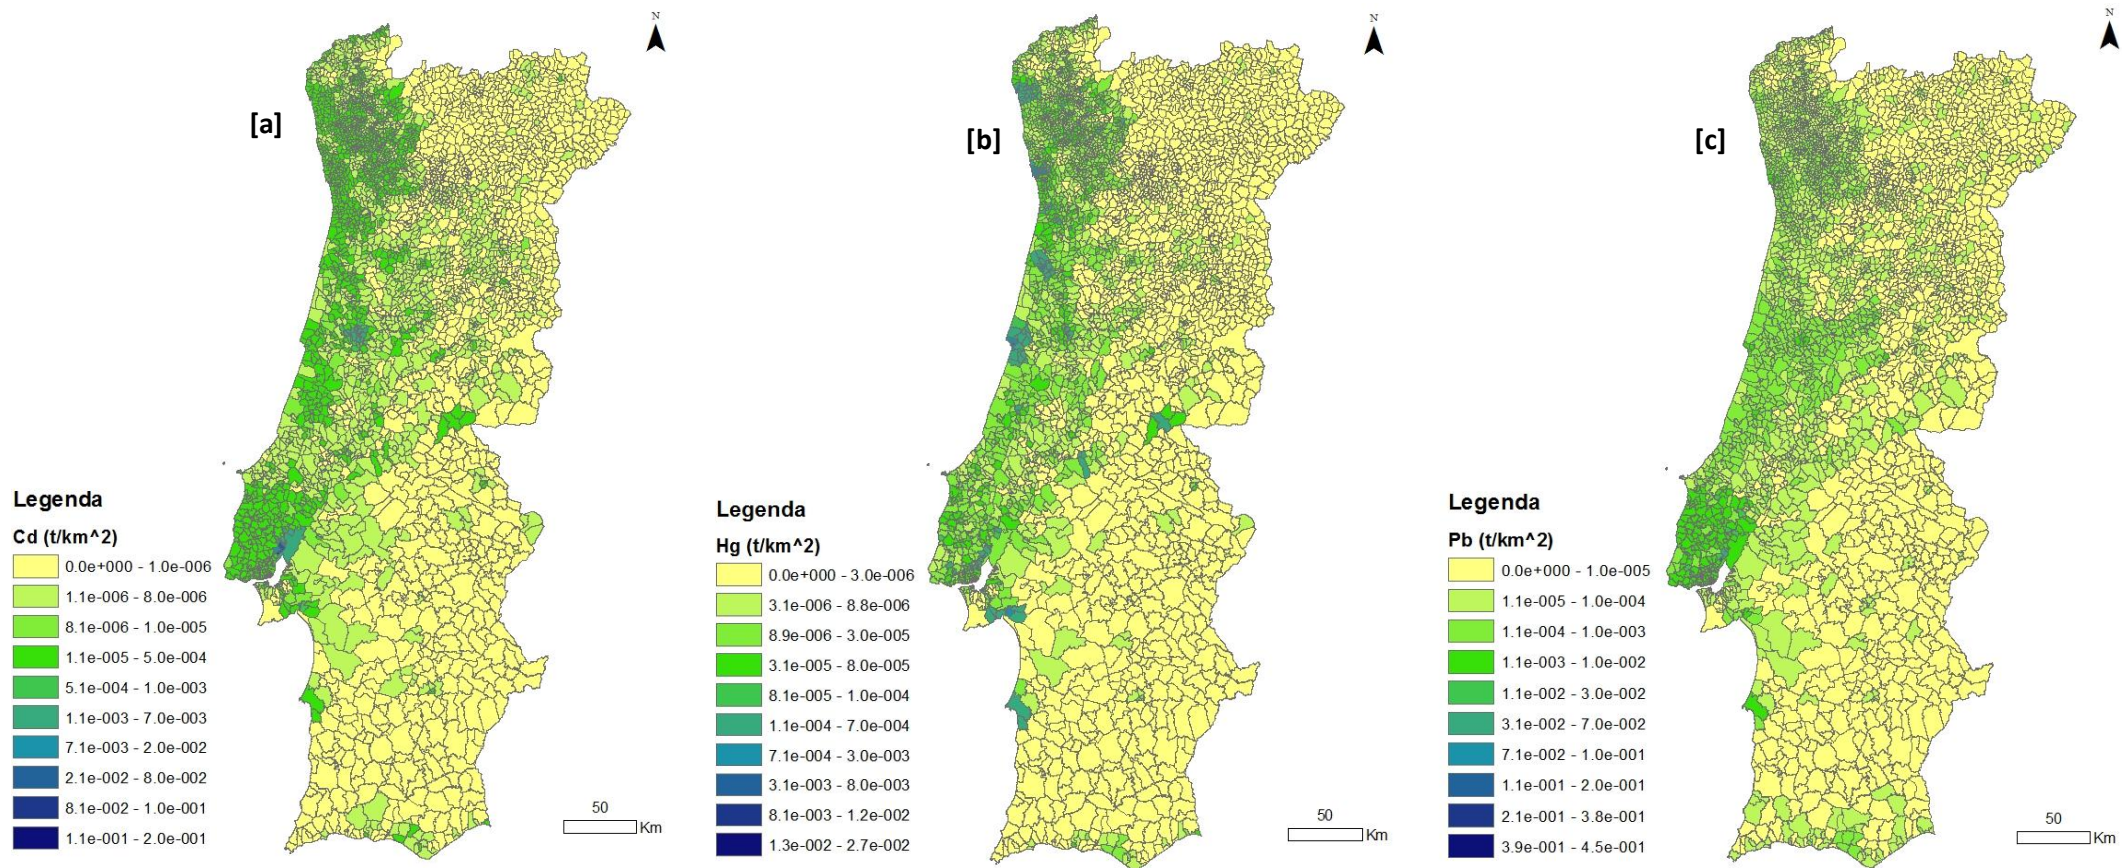 N
[a]
Legenda
Cd (t/km^2)
0.0e+000 - 1.0e-006
1.1e-006 - 8.0e-006
8.1e-006 - 1.0e-005
1.1e-005 - 5.0e-004
5.1e-004 - 1.0e-003
1.1e-003 - 7.0e-003
7.1e-003 - 2.0e-002
2.1e-002 - 8.0e-002
8.1e-002 - 1.0e-001
1.1e-001 - 2.0e-001
50
Km
N
[b]
Legenda
Hg (t/km^2)
0.0e+000 - 3.0e-006
3.1e-006 - 8.8e-006
8.9e-006 - 3.0e-005
3.1e-005 - 8.0e-005
8.1e-005 - 1.0e-004
1.1e-004 - 7.0e-004
7.1e-004 - 3.0e-003
3.1e-003 - 8.0e-003
8.1e-003 - 1.2e-002
1.3e-002 - 2.7e-002
50
Km
N
[c]
Legenda
Pb (t/km^2)
0.0e+000 - 1.0e-005
1.1e-005 - 1.0e-004
1.1e-004 - 1.0e-003
1.1e-003 - 1.0e-002
1.1e-002 - 3.0e-002
3.1e-002 - 7.0e-002
7.1e-002 - 1.0e-001
1.1e-001 - 2.0e-001
2.1e-001 - 3.8e-001
3.9e-001 - 4.5e-001
50
Km